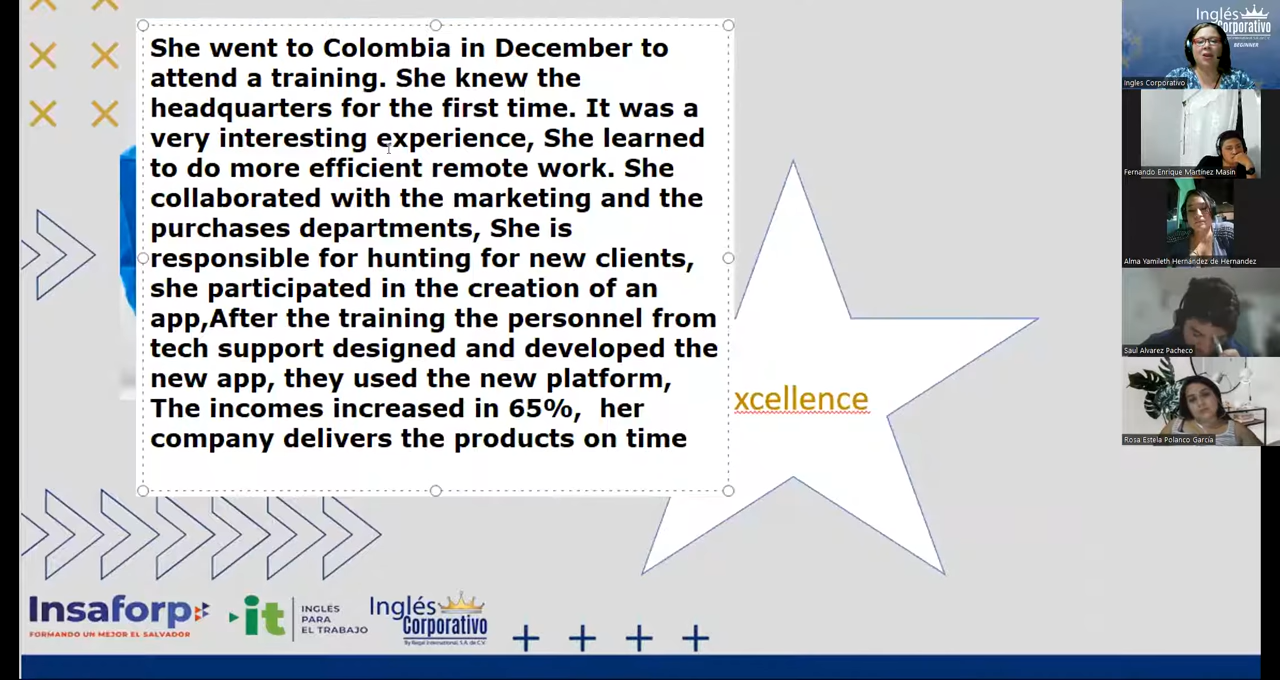 She went to Colombia in December to
attend a training. She knew the
headquarters for the first time. It was a
very interesting experience, She learned
to do more efficient remote work. She
collaborated with the marketing and the
purchases departments, She is
responsible for hunting for new clients,
she participated in the creation of an
app,After the training the personnel from
tech support designed and developed the
new app, they used the new platform,
The incomes increased in 65%,  her
company delivers the products on time
xcellence
Insaforp
FORMANDO UN MEJOR EL SALVADOR
it
INGLÉS
PARA
EL TRABAJO
Inglés
Corporativo
By Regal International, S.A. de C.V.
Inglés
Corporativo
BEGINNER
Ingles Corporativo
Fernando Enrique Martínez Masin
Alma Yamileth Hernández de Hernandez
Saul Alvarez Pacheco
Rosa Estela Polanco García